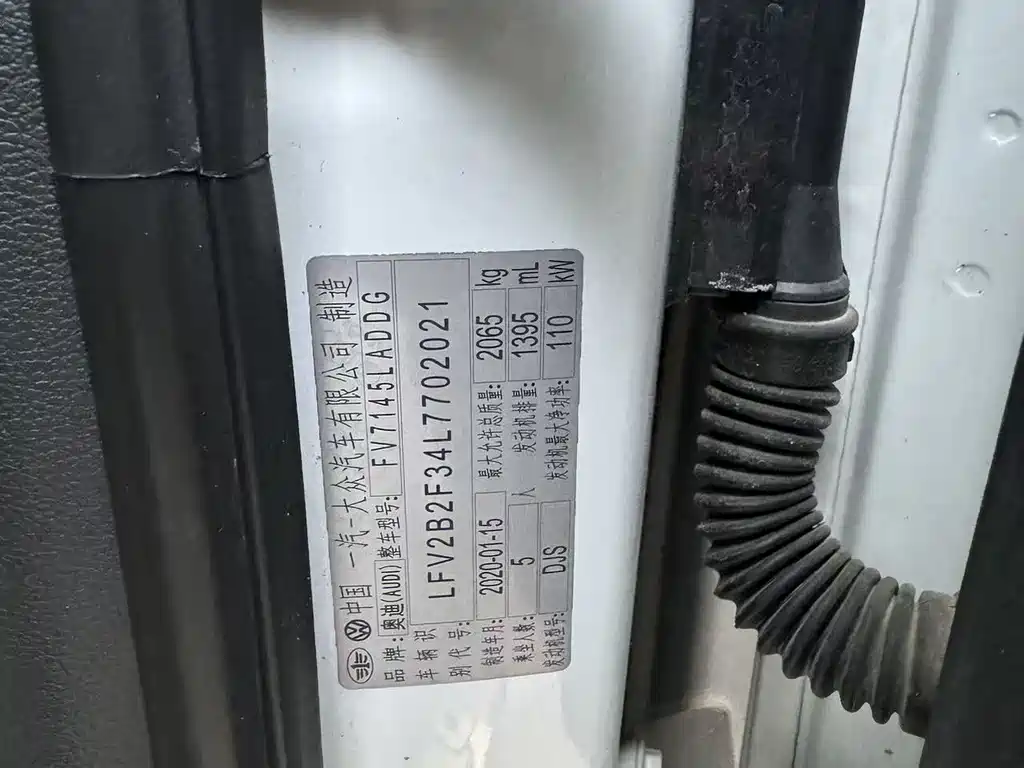 中国 一汽-大众汽车有限公司 制造
品牌: 奥迪(AUDI) 整车型号: FV7145LADDG
车辆识别代号: LFV2B2F34L7702021
制造年月: 2020-01-15 最大允许总质量: 2065 kg
乘坐人数: 5 人 发动机排量: 1395 mL
发动机型号: DJS 发动机最大净功率: 110 kW